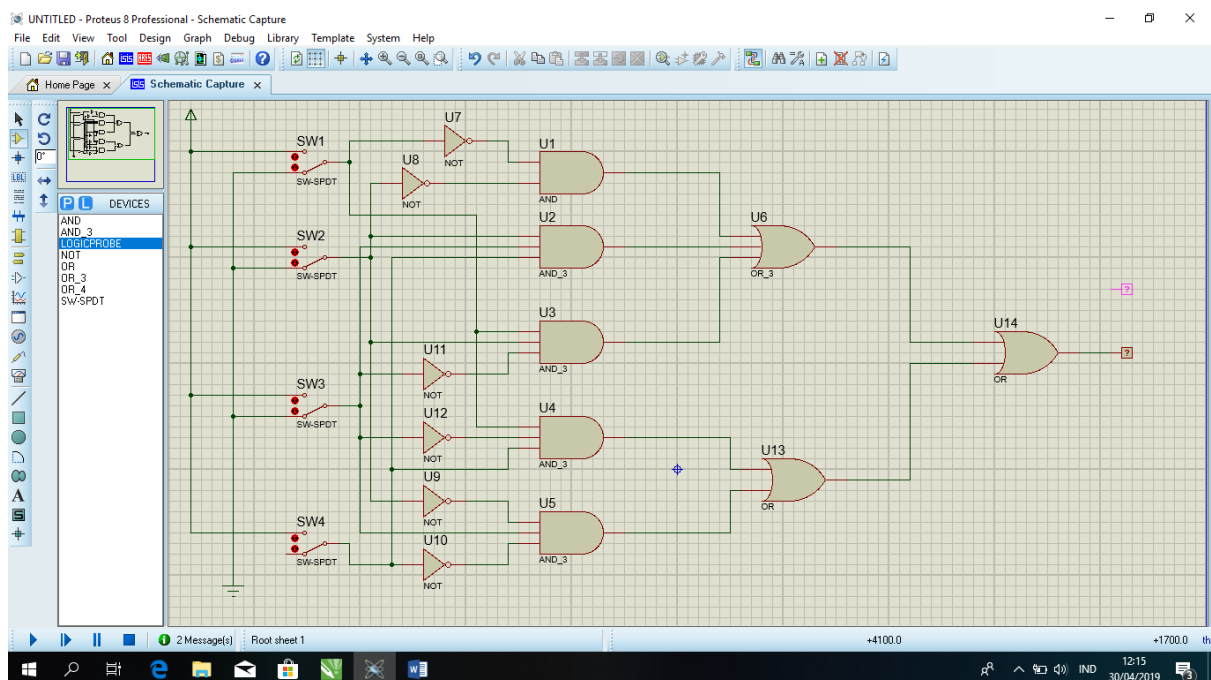 UNTITLED - Proteus 8 Professional - Schematic Capture
File Edit View Tool Design Graph Debug Library Template System Help
Home Page x
Schematic Capture x
0°
LBL
P L DEVICES
AND
AND_3
LOGICPROBE
NOT
OR
OR_3
OR_4
SW-SPDT
A
S
U7
NOT
SW1
SW-SPDT
U8
NOT
U1
AND
U2
AND_3
SW2
SW-SPDT
U6
OR_3
?
U3
AND_3
U14
OR
?
U11
NOT
SW3
SW-SPDT
U12
NOT
U4
AND_3
U13
OR
U9
NOT
U5
AND_3
SW4
SW-SPDT
U10
NOT
2 Message(s) Root sheet 1 +4100.0 +1700.0 th
IND 12:15
30/04/2019
3